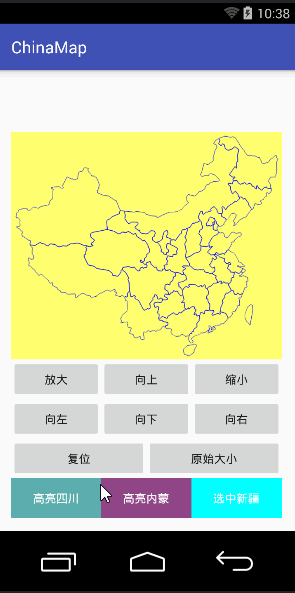 10:38
ChinaMap
放大 向上 缩小
向左 向下 向右
复位 原始大小
高亮四川 高亮内蒙 选中新疆